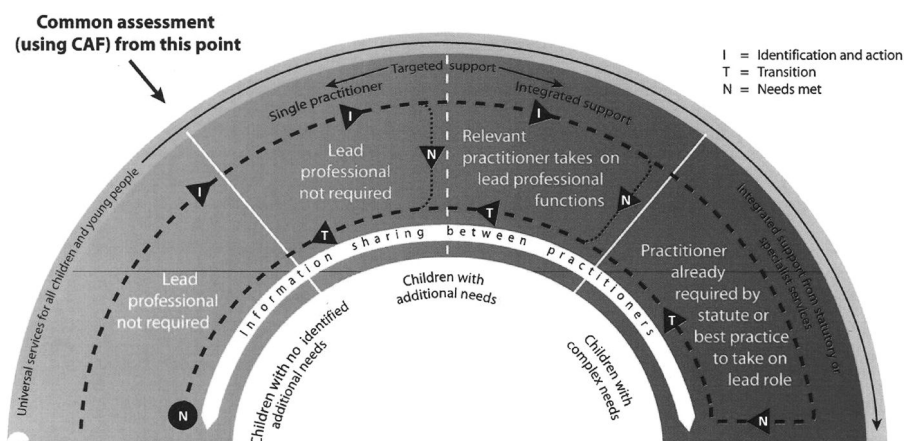 Common assessment
(using CAF) from this point
I = Identification and action
T = Transition
N = Needs met
Targeted support
Single practitioner
Integrated support
Universal services for all children and young people
Integrated support from statutory or
specialist services
I
I
I
Lead
professional
not required
N
Relevant
practitioner takes on
lead professional
functions
N
T
T
Lead
professional
not required
Practitioner
already
required by
statute or
best practice
to take on
lead role
T
N
N
Information sharing between practitioners
Children with no identified
additional needs
Children with
additional needs
Children with
complex needs